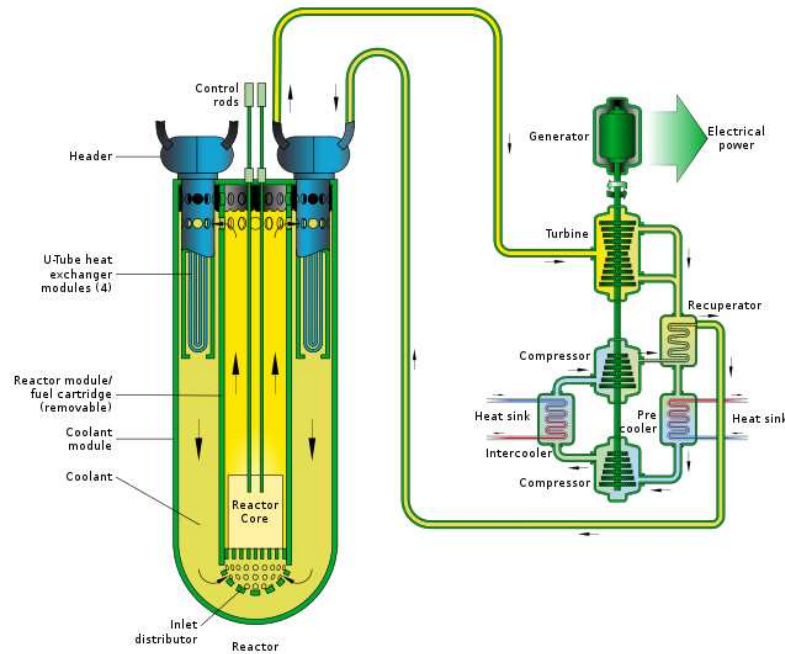 Control
rods
Header
U-Tube heat
exchanger
modules (4)
Reactor module/
fuel cartridge
(removable)
Coolant
module
Coolant
Reactor
Core
Inlet
distributor
Reactor
Generator
Electrical
power
Turbine
Recuperator
Compressor
Heat sink
Pre
cooler
Heat sink
Intercooler
Compressor